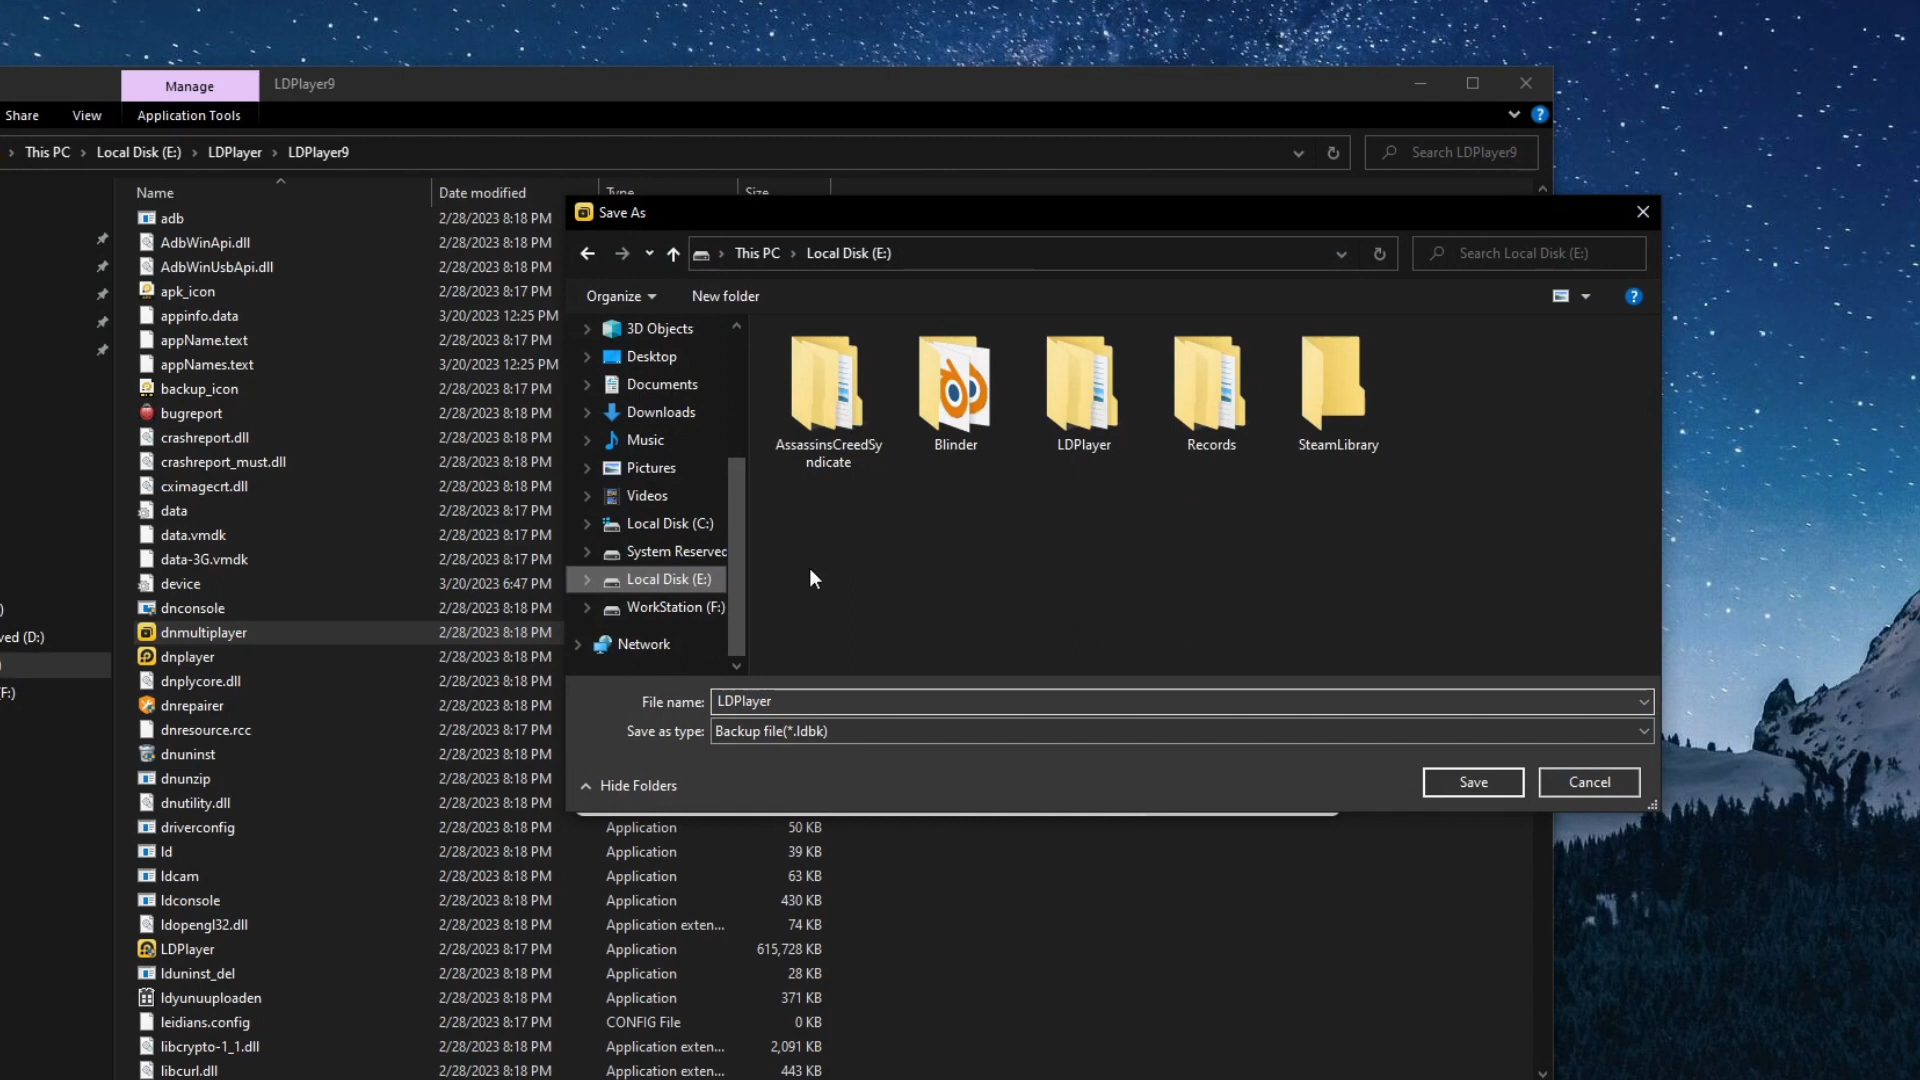 Manage
LDPlayer9
Share
View
Application Tools
This PC
Local Disk (E:)
LDPlayer
LDPlayer9
Search LDPlayer9
Name
Date modified
Type
Size
adb 2/28/2023 8:18 PM
AdbWinApi.dll 2/28/2023 8:18 PM
AdbWinUsbApi.dll 2/28/2023 8:18 PM
apk_icon 2/28/2023 8:17 PM
appinfo.data 3/20/2023 12:25 PM
appName.text 2/28/2023 8:17 PM
appNames.text 3/20/2023 12:25 PM
backup_icon 2/28/2023 8:17 PM
bugreport 2/28/2023 8:18 PM
crashreport.dll 2/28/2023 8:18 PM
crashreport_must.dll 2/28/2023 8:18 PM
cximagecrt.dll 2/28/2023 8:18 PM
data 2/28/2023 8:17 PM
data.vmdk 2/28/2023 8:17 PM
data-3G.vmdk 2/28/2023 8:17 PM
device 3/20/2023 6:47 PM
dnconsole 2/28/2023 8:18 PM
dnmultiplayer 2/28/2023 8:18 PM
dnplayer 2/28/2023 8:18 PM
dnplycore.dll 2/28/2023 8:18 PM
dnrepairer 2/28/2023 8:18 PM
dnresource.rcc 2/28/2023 8:17 PM
dnuninst 2/28/2023 8:18 PM
dnunzip 2/28/2023 8:18 PM
dnutility.dll 2/28/2023 8:18 PM
driverconfig 2/28/2023 8:18 PM Application 50 KB
ld 2/28/2023 8:18 PM Application 39 KB
ldcam 2/28/2023 8:18 PM Application 63 KB
ldconsole 2/28/2023 8:18 PM Application 430 KB
ldopengl32.dll 2/28/2023 8:18 PM Application exten... 74 KB
LDPlayer 2/28/2023 8:17 PM Application 615,728 KB
lduninst_del 2/28/2023 8:18 PM Application 28 KB
ldyunuuploaden 2/28/2023 8:18 PM Application 371 KB
leidians.config 2/28/2023 8:17 PM CONFIG File 0 KB
libcrypto-1_1.dll 2/28/2023 8:18 PM Application exten... 2,091 KB
libcurl.dll 2/28/2023 8:18 PM Application exten... 443 KB
)
ved (D:)
)
F:)
Save As
This PC
Local Disk (E:)
Search Local Disk (E:)
Organize
New folder
3D Objects
Desktop
Documents
Downloads
Music
Pictures
Videos
Local Disk (C:)
System Reserved
Local Disk (E:)
WorkStation (F:)
Network
AssassinsCreedSy
ndicate
Blinder
LDPlayer
Records
SteamLibrary
File name: LDPlayer
Save as type: Backup file(*.ldbk)
Hide Folders
Save
Cancel